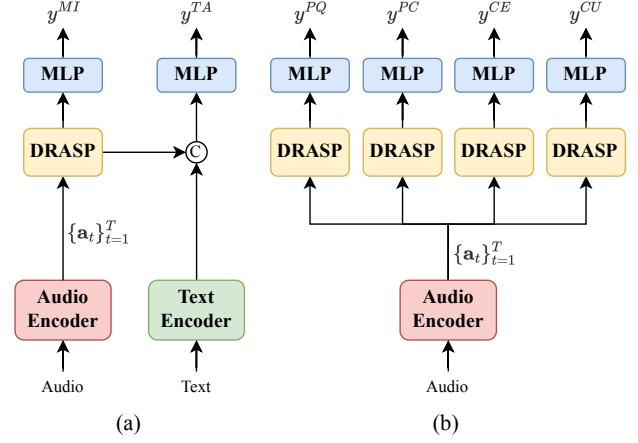 y^{MI} y^{TA} y^{PQ} y^{PC} y^{CE} y^{CU}
MLP MLP MLP MLP MLP MLP
DRASP C DRASP DRASP DRASP DRASP
{a_t}_{t=1}^T {a_t}_{t=1}^T
Audio Encoder Text Encoder Audio Encoder
Audio Text Audio
(a) (b)